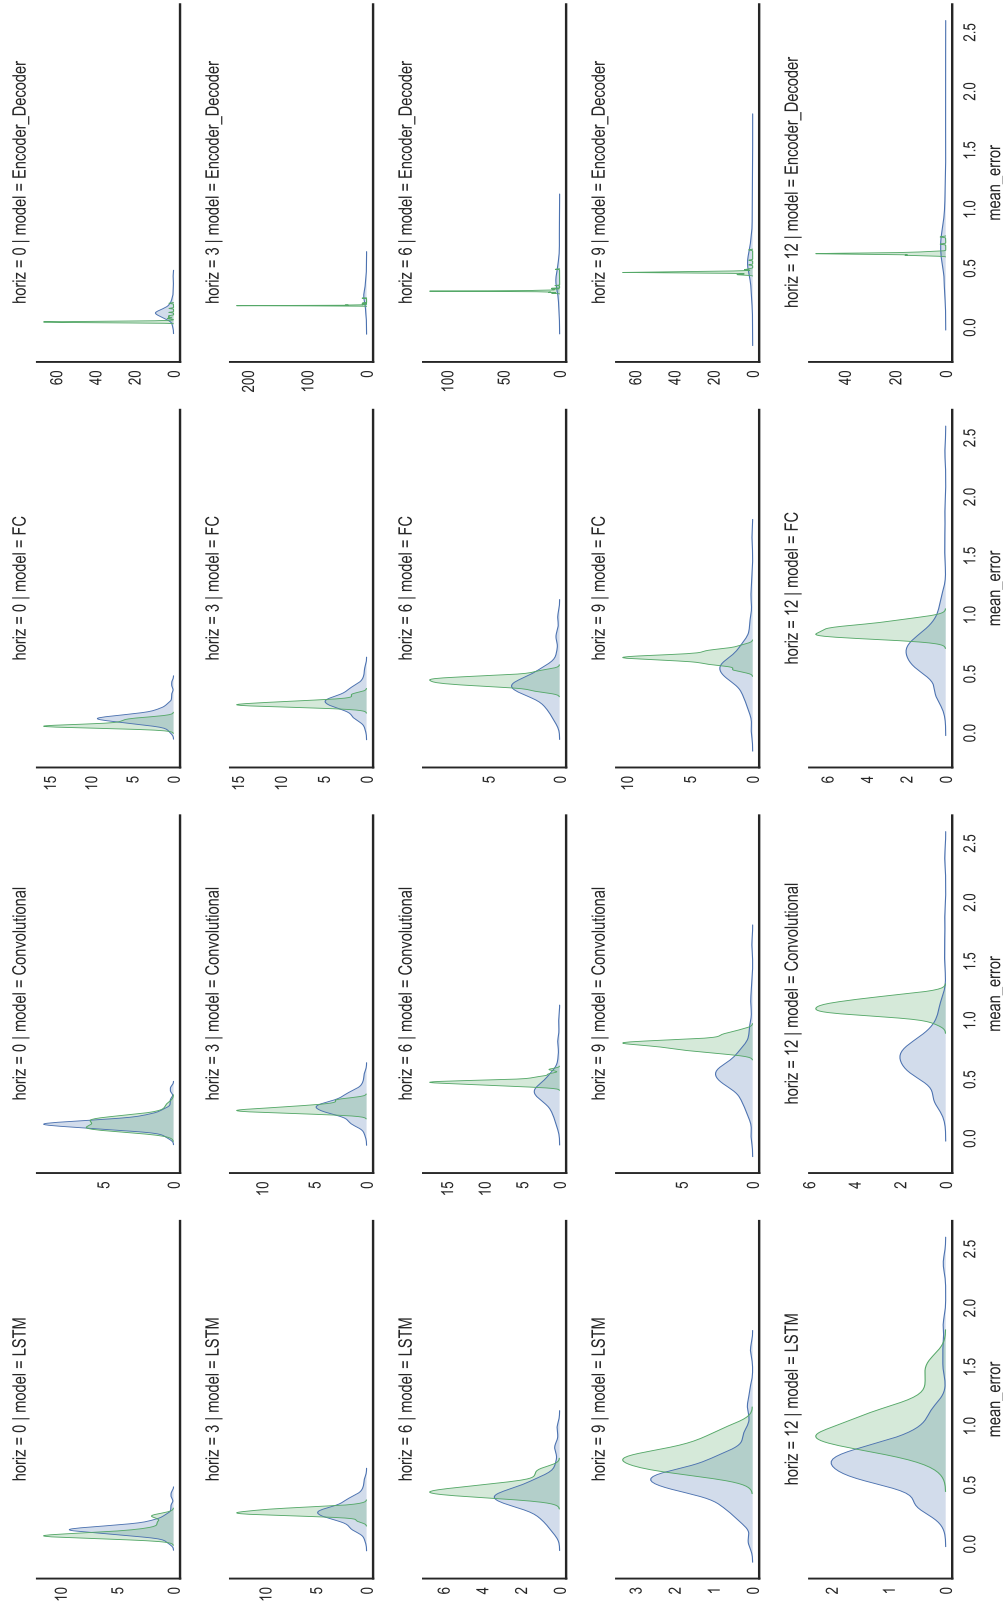 horiz = 0 | model = LSTM
10
5
0
horiz = 0 | model = Convolutional
5
0
horiz = 0 | model = FC
15
10
5
0
horiz = 0 | model = Encoder_Decoder
60
40
20
0
horiz = 3 | model = LSTM
10
5
0
horiz = 3 | model = Convolutional
10
5
0
horiz = 3 | model = FC
15
10
5
0
horiz = 3 | model = Encoder_Decoder
200
100
0
horiz = 6 | model = LSTM
6
4
2
0
horiz = 6 | model = Convolutional
15
10
5
0
horiz = 6 | model = FC
5
0
horiz = 6 | model = Encoder_Decoder
100
50
0
horiz = 9 | model = LSTM
3
2
1
0
horiz = 9 | model = Convolutional
5
0
horiz = 9 | model = FC
10
5
0
horiz = 9 | model = Encoder_Decoder
60
40
20
0
horiz = 12 | model = LSTM
2
1
0
0.0 0.5 1.0 1.5 2.0 2.5
mean_error
horiz = 12 | model = Convolutional
6
4
2
0
0.0 0.5 1.0 1.5 2.0 2.5
mean_error
horiz = 12 | model = FC
6
4
2
0
0.0 0.5 1.0 1.5 2.0 2.5
mean_error
horiz = 12 | model = Encoder_Decoder
40
20
0
0.0 0.5 1.0 1.5 2.0 2.5
mean_error